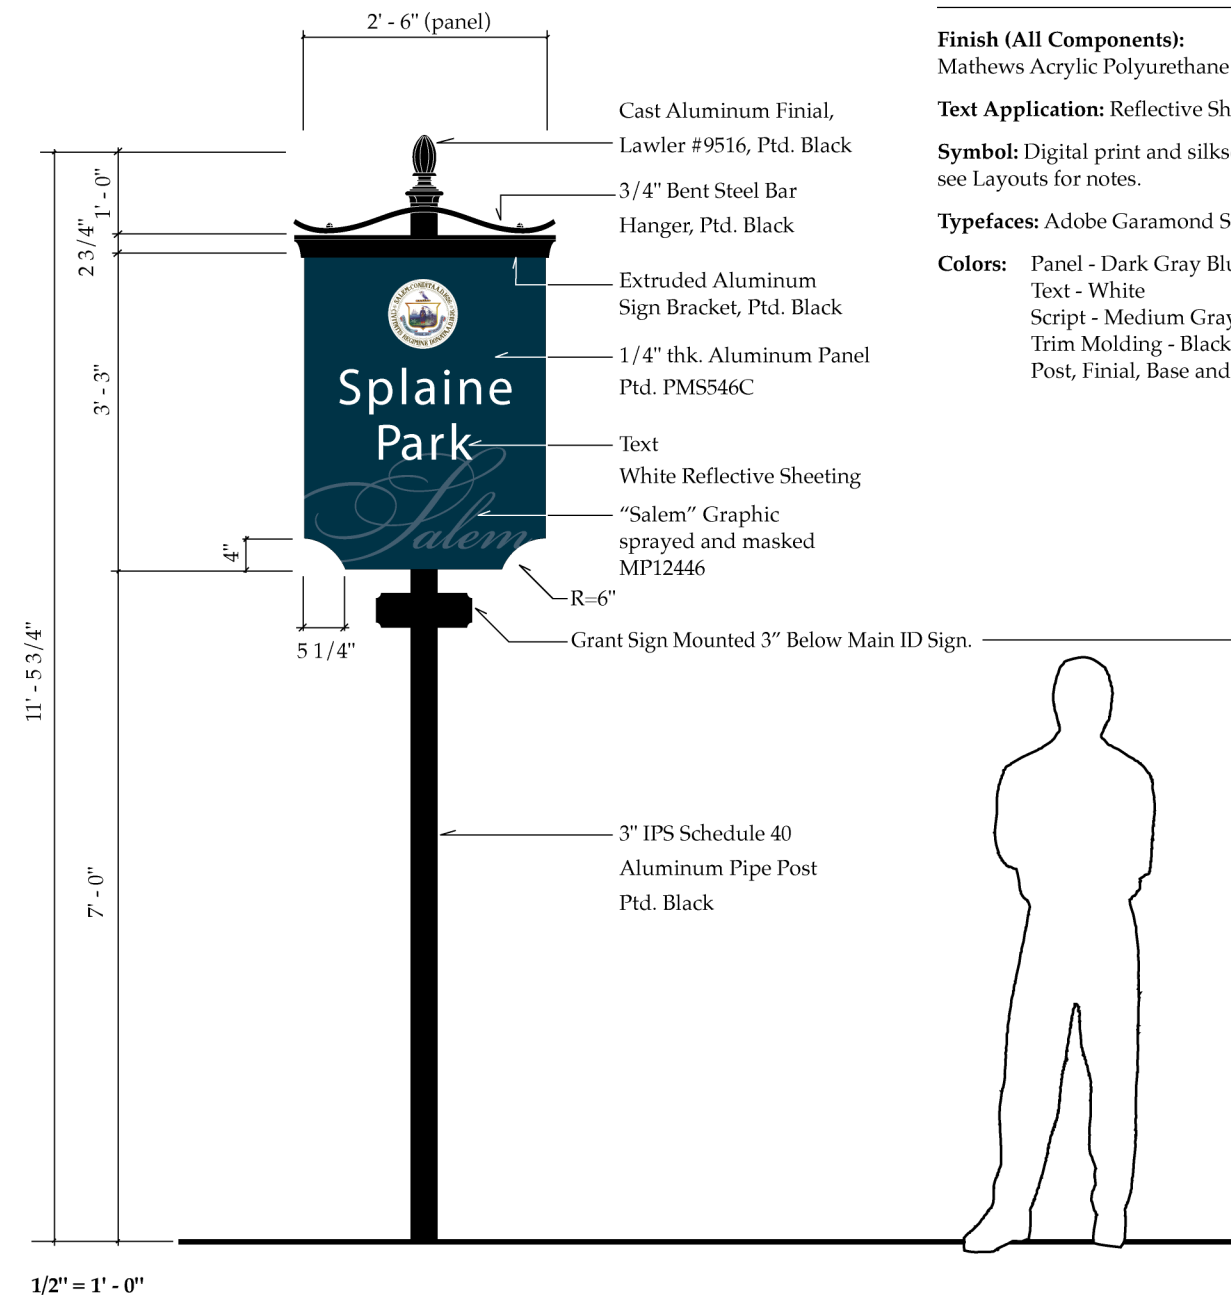 2' - 6" (panel)
Finish (All Components):
Mathews Acrylic Polyurethane
Text Application: Reflective Sh
Symbol: Digital print and silks
see Layouts for notes.
Typefaces: Adobe Garamond S
Colors: Panel - Dark Gray Blu
Text - White
Script - Medium Gray
Trim Molding - Black
Post, Finial, Base and
Cast Aluminum Finial,
Lawler #9516, Ptd. Black
3/4" Bent Steel Bar
Hanger, Ptd. Black
Extruded Aluminum
Sign Bracket, Ptd. Black
1/4" thk. Aluminum Panel
Ptd. PMS546C
Text
White Reflective Sheeting
“Salem” Graphic
sprayed and masked
MP12446
R=6"
Grant Sign Mounted 3” Below Main ID Sign.
3" IPS Schedule 40
Aluminum Pipe Post
Ptd. Black
Splaine
Park
Salem
1' - 0"
2 3/4"
3' - 3"
4"
5 1/4"
11' - 5 3/4"
7' - 0"
1/2" = 1' - 0"